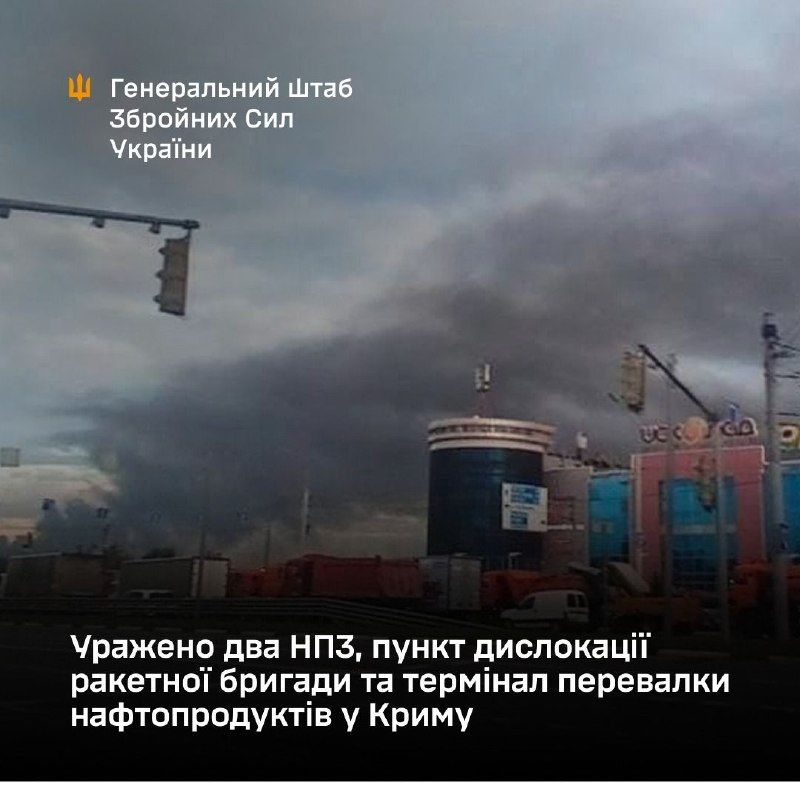 Генеральний штаб
Збройних Сил
України
Уражено два НПЗ, пункт дислокації
ракетної бригади та термінал перевалки
нафтопродуктів у Криму